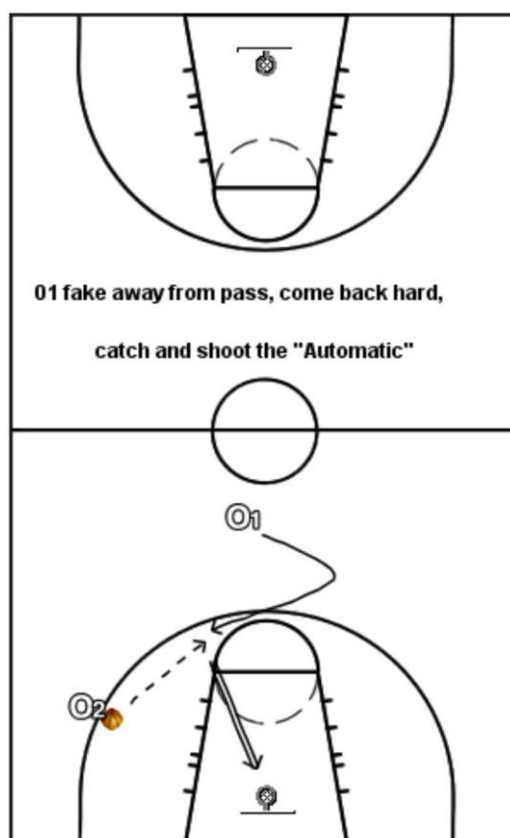 01 fake away from pass, come back hard,
catch and shoot the "Automatic"
O1
O2